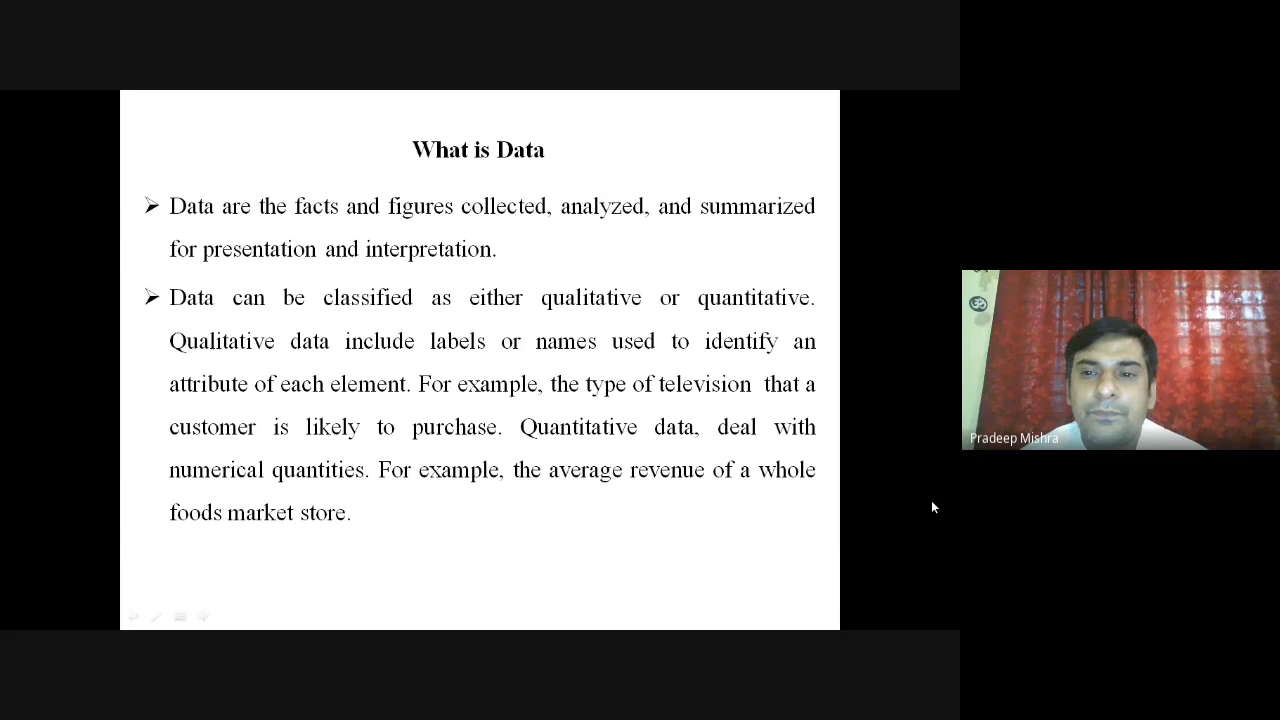 What is Data
➢ Data are the facts and figures collected, analyzed, and summarized
for presentation and interpretation.
➢ Data can be classified as either qualitative or quantitative.
Qualitative data include labels or names used to identify an
attribute of each element. For example, the type of television that a
customer is likely to purchase. Quantitative data, deal with
numerical quantities. For example, the average revenue of a whole
foods market store.
ॐ
Pradeep Mishra